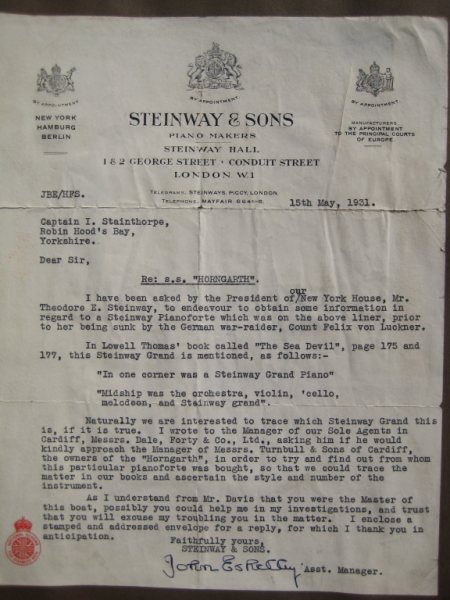 BY APPOINTMENT
BY APPOINTMENT
BY APPOINTMENT
NEW YORK
HAMBURG
BERLIN
MANUFACTURERS
BY APPOINTMENT
TO THE PRINCIPAL COURTS
OF EUROPE
STEINWAY & SONS
PIANO MAKERS
STEINWAY HALL
1 & 2 GEORGE STREET · CONDUIT STREET
LONDON W.1
TELEGRAMS, STEINWAYS, PICCY, LONDON.
TELEPHONE, MAYFAIR 6641-5.
JBE/HFS.
15th May, 1931.
Captain I. Stainthorpe,
Robin Hood's Bay,
Yorkshire.
Dear Sir,
Re: s.s. "HORNGARTH".
our
I have been asked by the President of/New York House, Mr.
Theodore E. Steinway, to endeavour to obtain some information in
regard to a Steinway Pianoforte which was on the above liner, prior
to her being sunk by the German war-raider, Count Felix von Luckner.
In Lowell Thomas' book called "The Sea Devil", page 175 and
177, this Steinway Grand is mentioned, as follows:-
"In one corner was a Steinway Grand Piano"
"Midship was the orchestra, violin, 'cello,
melodeon, and Steinway grand".
Naturally we are interested to trace which Steinway Grand this
is, if it is true. I wrote to the Manager of our Sole Agents in
Cardiff, Messrs. Dale, Forty & Co., Ltd., asking him if he would
kindly approach the Manager of Messrs. Turnbull & Sons of Cardiff,
the owners of the "Horngarth", in order to try and find out from whom
this particular pianoforte was bought, so that we could trace the
matter in our books and ascertain the style and number of the
instrument.
As I understand from Mr. Davis that you were the Master of
this boat, possibly you could help me in my investigations, and trust
that you will excuse my troubling you in the matter. I enclose a
stamped and addressed envelope for a reply, for which I thank you in
anticipation.
Faithfully yours,
STEINWAY & SONS.
Asst. Manager.